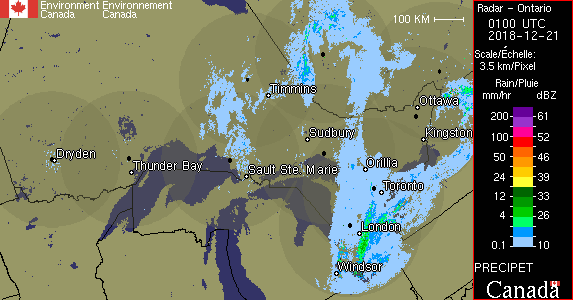 Environment Environnement
Canada Canada
100 KM
Timmins
Ottawa
Sudbury
Kingston
Dryden
Thunder Bay
Sault Ste. Marie
Orillia
Toronto
London
Windsor
Radar - Ontario
0100 UTC
2018-12-21
Scale/Échelle:
3.5 km/Pixel
Rain/Pluie
mm/hr dBZ
200 61
100 56
50 52
50 46
24 39
12 33
4 26
0.1 10
PRECIPET
Canada